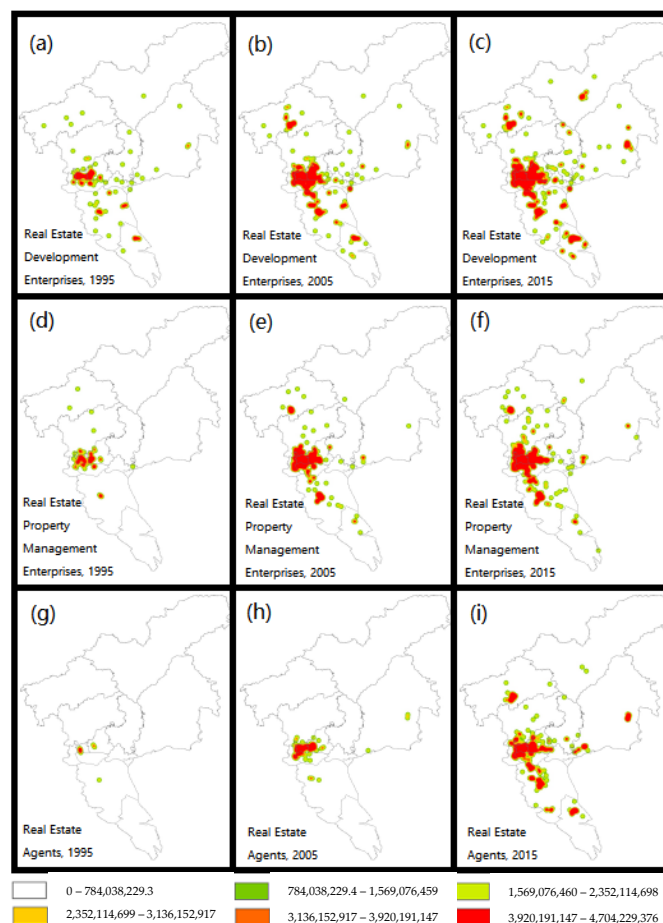 (a)
Real Estate
Development
Enterprises, 1995
(b)
Real Estate
Development
Enterprises, 2005
(c)
Real Estate
Development
Enterprises, 2015
(d)
Real Estate
Property
Management
Enterprises, 1995
(e)
Real Estate
Property
Management
Enterprises, 2005
(f)
Real Estate
Property
Management
Enterprises, 2015
(g)
Real Estate
Agents, 1995
(h)
Real Estate
Agents, 2005
(i)
Real Estate
Agents, 2015
0 – 784,038,229.3
784,038,229.4 – 1,569,076,459
1,569,076,460 – 2,352,114,698
2,352,114,699 – 3,136,152,917
3,136,152,917 – 3,920,191,147
3,920,191,147 – 4,704,229,376